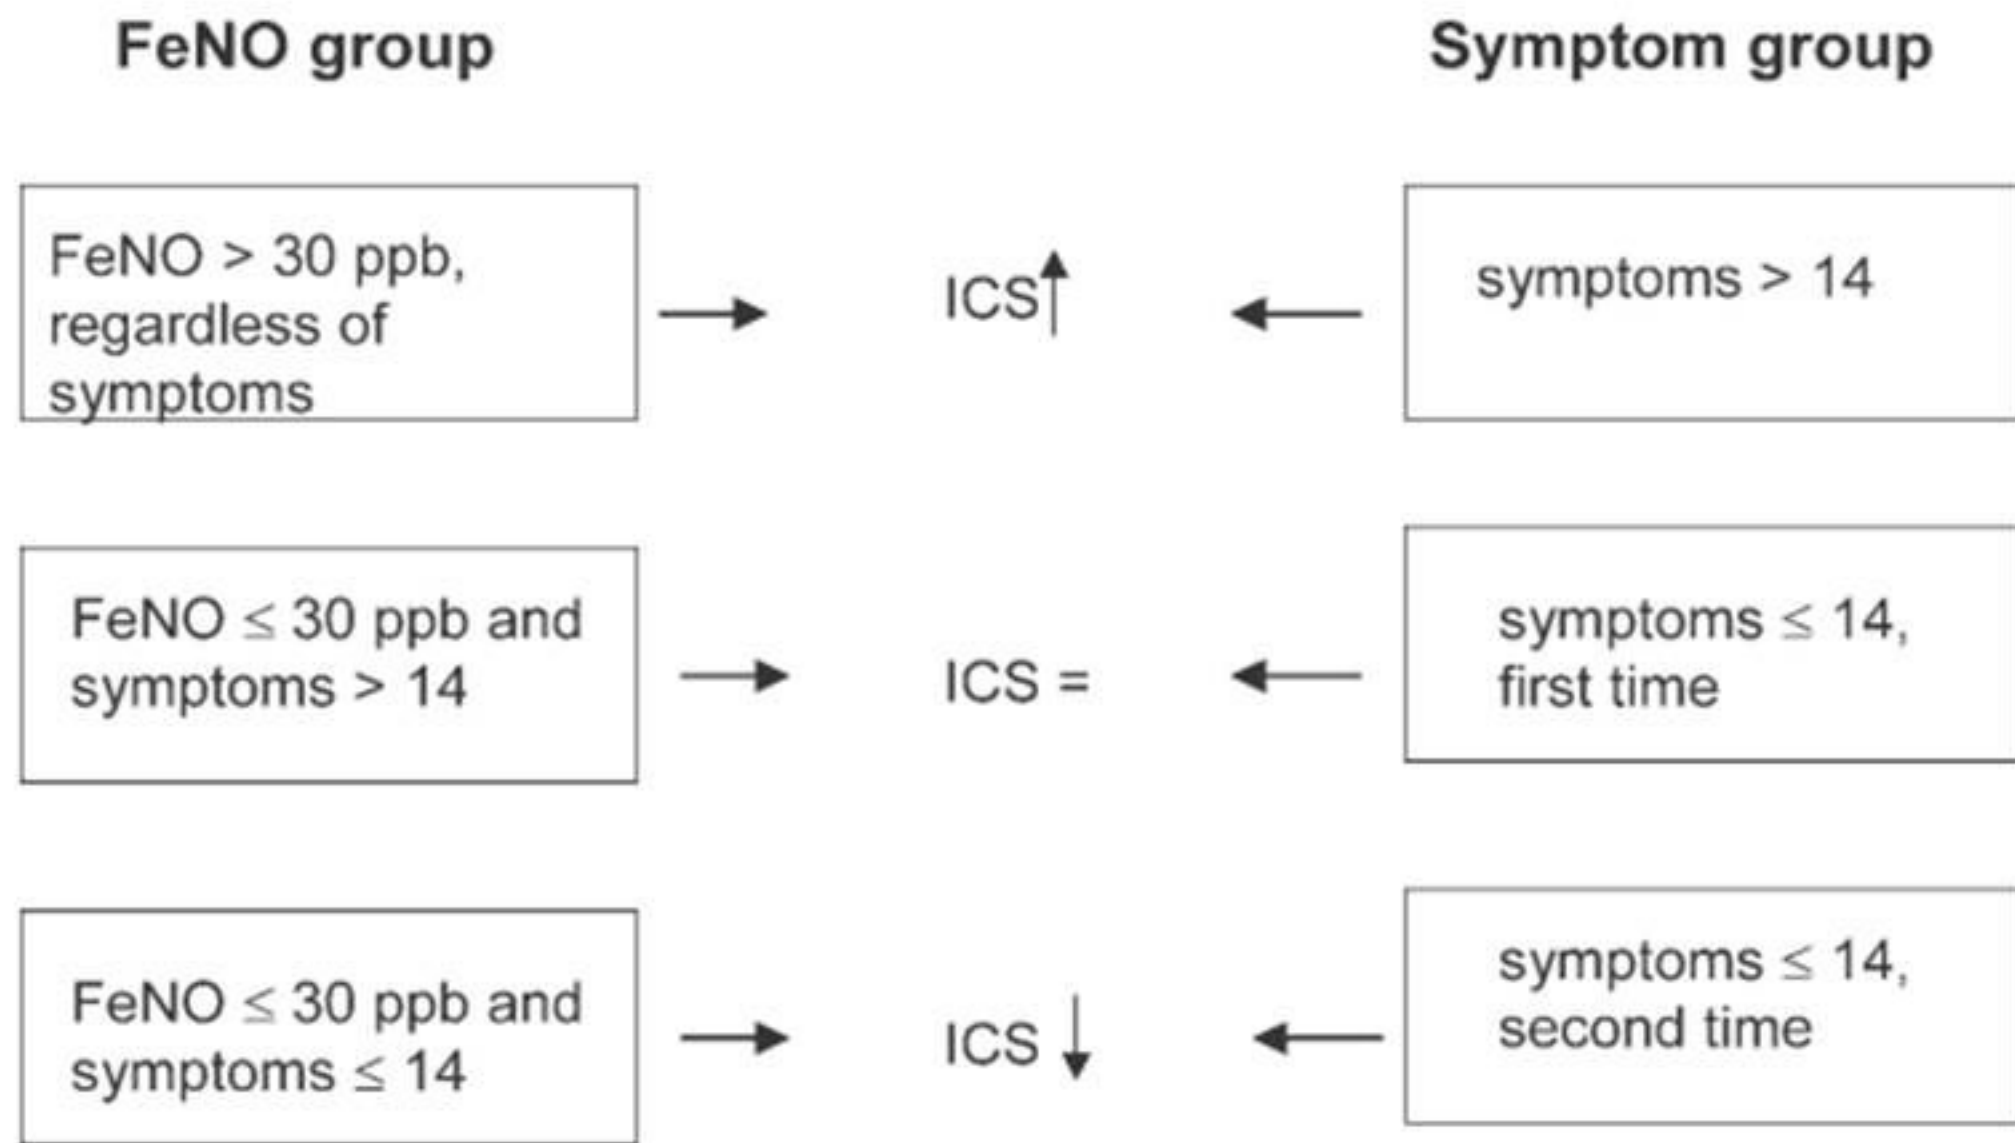 FeNO group
Symptom group
FeNO > 30 ppb,
regardless of
symptoms
ICS↑
symptoms > 14
FeNO ≤ 30 ppb and
symptoms > 14
ICS =
symptoms ≤ 14,
first time
FeNO ≤ 30 ppb and
symptoms ≤ 14
ICS ↓
symptoms ≤ 14,
second time